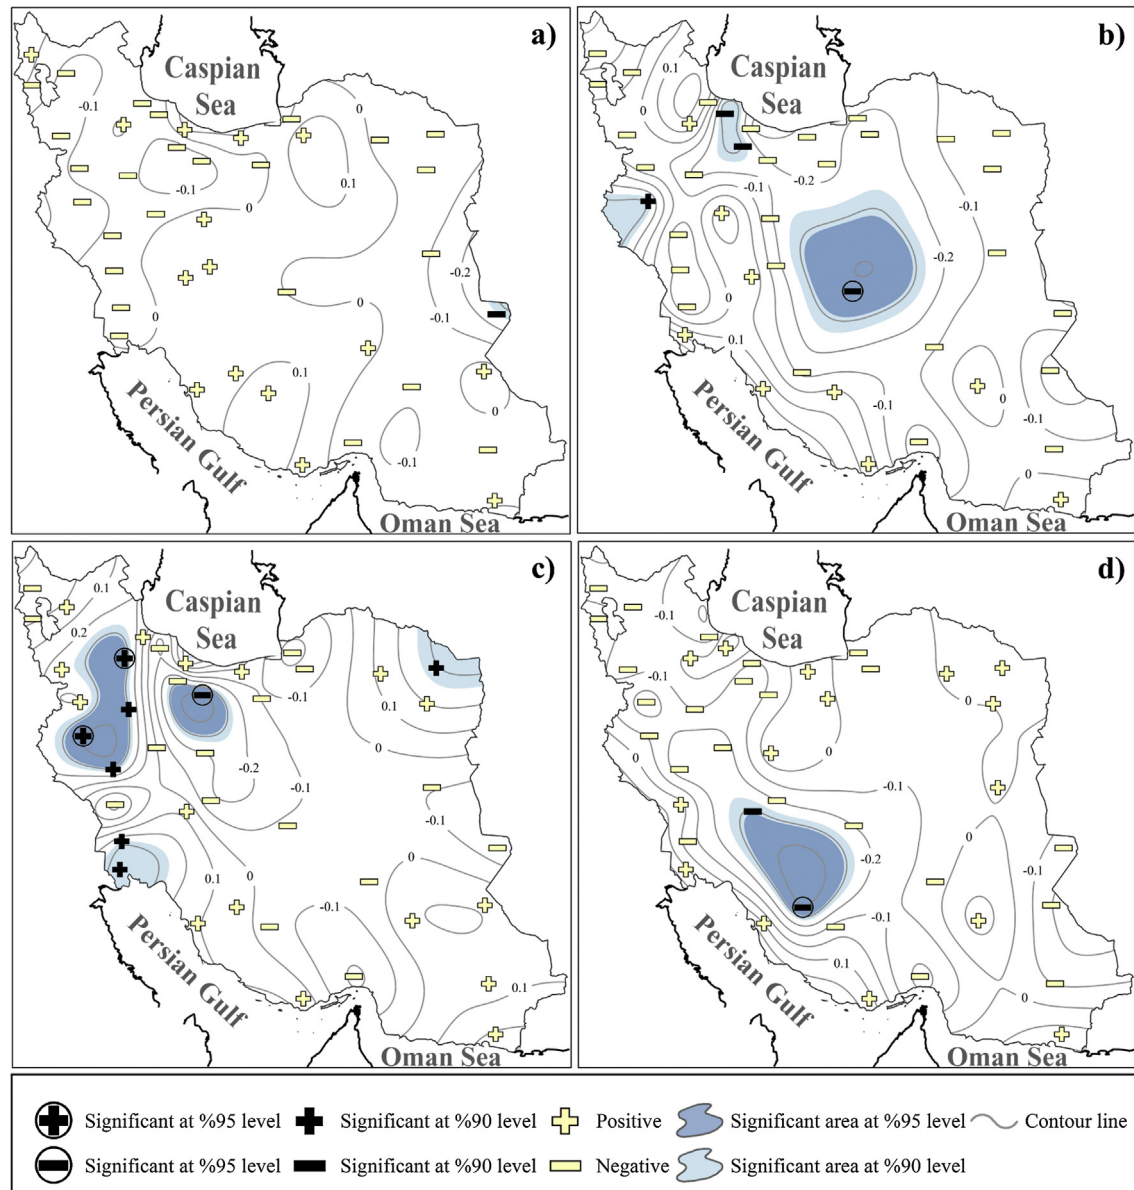 a)
Caspian
Sea
-0.1
0
-0.1
0.1
0
-0.2
0
-0.1
0
0.1
0
-0.1
Persian Gulf
Oman Sea
b)
Caspian
Sea
0.1
0
-0.2
-0.1
-0.1
-0.2
0
0.1
-0.1
0
-0.1
0
Persian Gulf
Oman Sea
c)
Caspian
Sea
0.1
0.2
-0.1
0.1
0
-0.2
-0.1
-0.1
0
0.1
0
-0.1
0.1
Persian Gulf
Oman Sea
d)
Caspian
Sea
-0.1
-0.1
0
0
0
-0.1
0
-0.2
-0.1
-0.1
0.1
0
Persian Gulf
Oman Sea
Significant at %95 level Significant at %90 level Positive Significant area at %95 level Contour line
Significant at %95 level Significant at %90 level Negative Significant area at %90 level